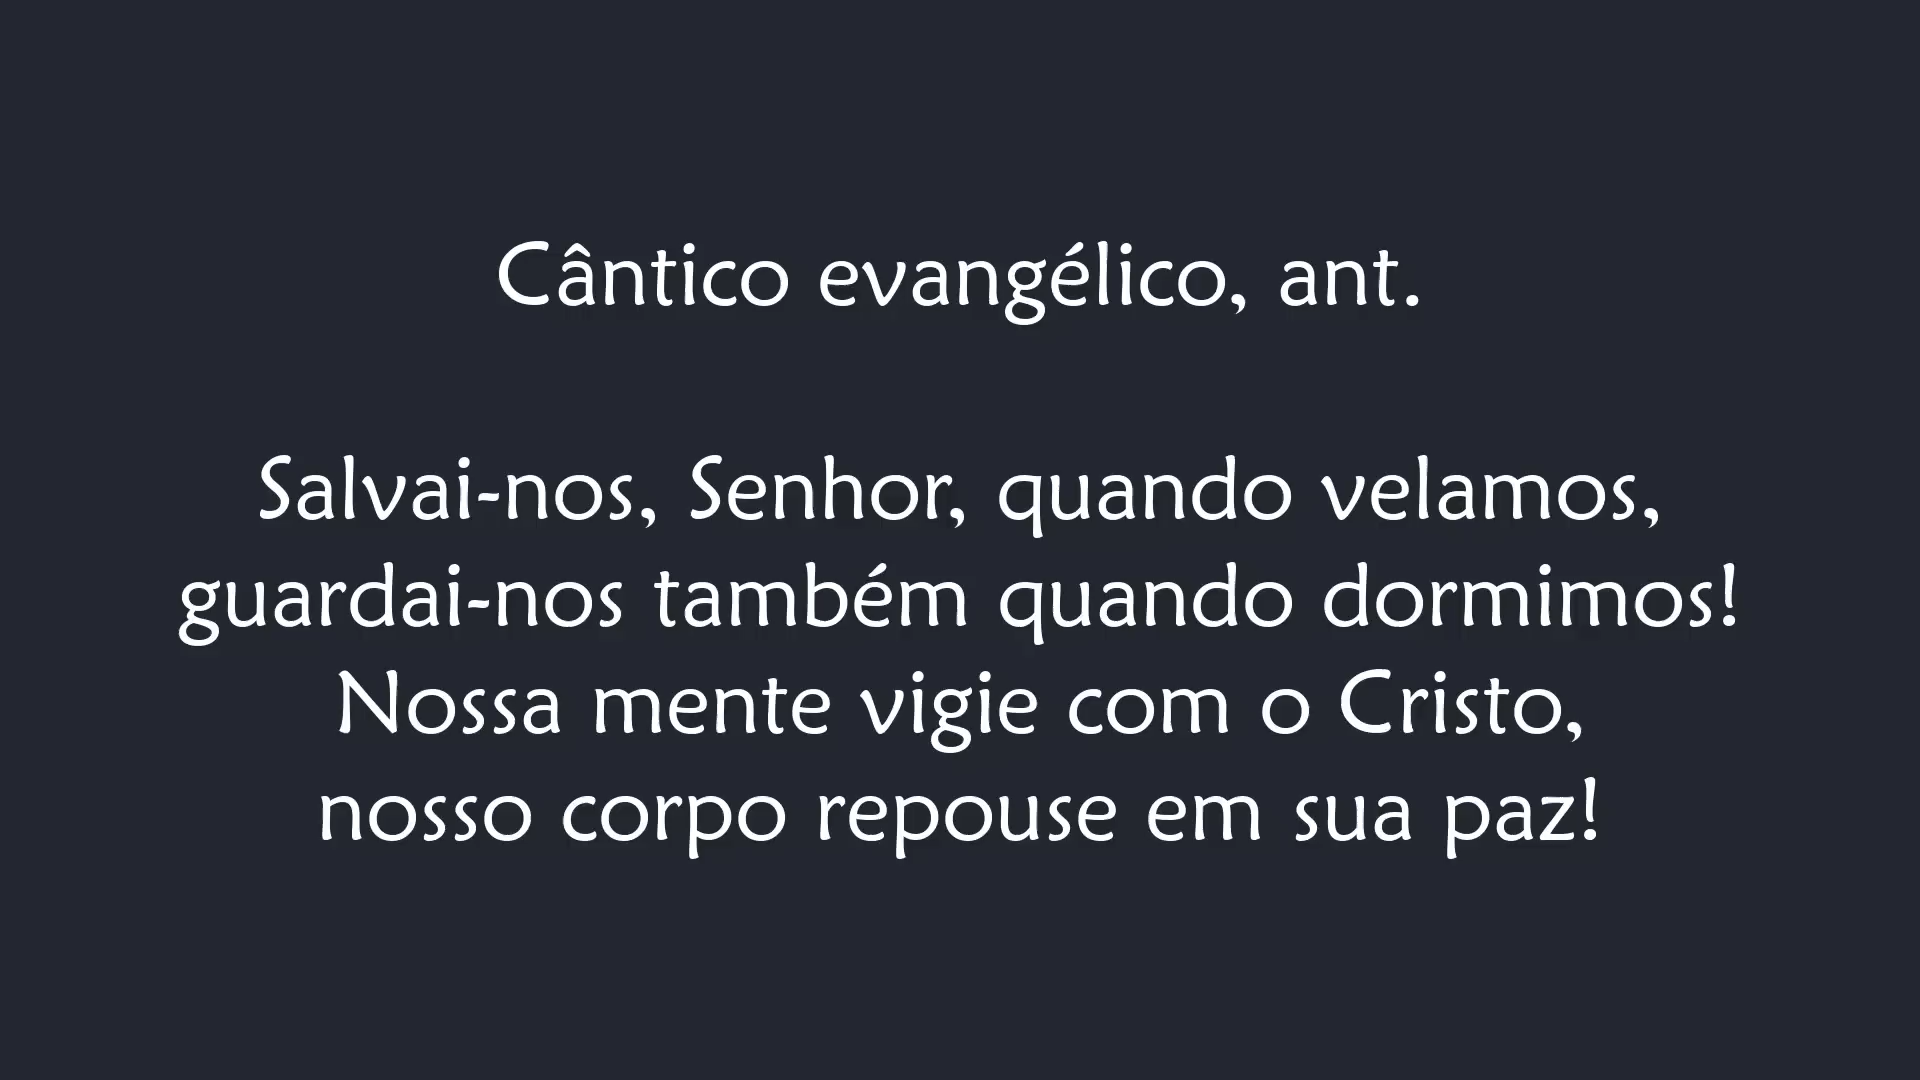 Cântico evangélico, ant.
Salvai-nos, Senhor, quando velamos,
guardai-nos também quando dormimos!
Nossa mente vigie com o Cristo,
nosso corpo repouse em sua paz!